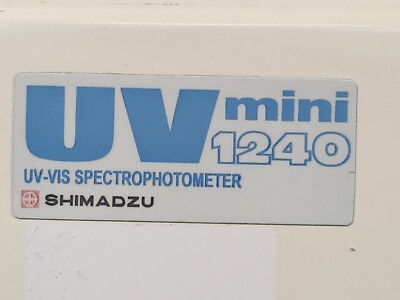 UV mini
1240
UV-VIS SPECTROPHOTOMETER
SHIMADZU